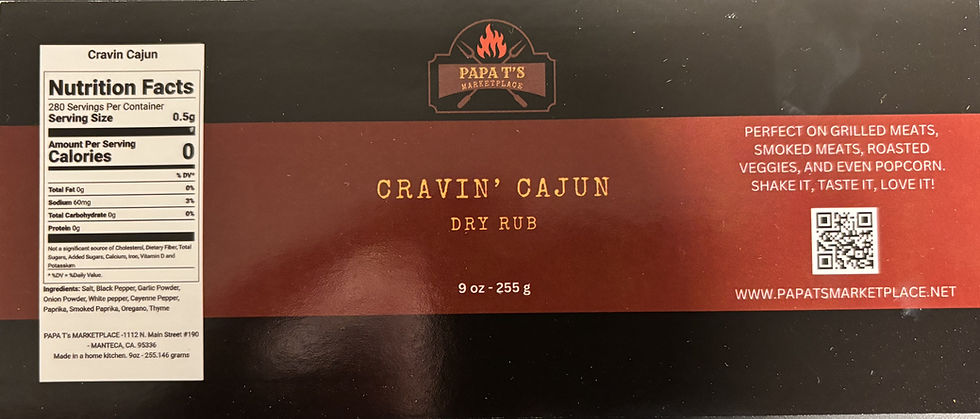 Cravin Cajun
Nutrition Facts
280 Servings Per Container
Serving Size 0.5g
Amount Per Serving
Calories 0
% DV*
Total Fat 0g 0%
Sodium 60mg 3%
Total Carbohydrate 0g 0%
Protein 0g
Not a significant source of Cholesterol, Dietary Fiber, Total
Sugars, Added Sugars, Calcium, Iron, Vitamin D and
Potassium
* %DV = %Daily Value.
Ingredients: Salt, Black Pepper, Garlic Powder,
Onion Powder, White pepper, Cayenne Pepper,
Paprika, Smoked Paprika, Oregano, Thyme
PAPA T's MARKETPLACE -1112 N. Main Street #190
- MANTECA, CA. 95336
Made in a home kitchen. 9oz - 255.146 grams
PAPA T'S
MARKETPLACE
CRAVIN' CAJUN
DRY RUB
9 oz - 255 g
PERFECT ON GRILLED MEATS,
SMOKED MEATS, ROASTED
VEGGIES, AND EVEN POPCORN.
SHAKE IT, TASTE IT, LOVE IT!
WWW.PAPATSMARKETPLACE.NET